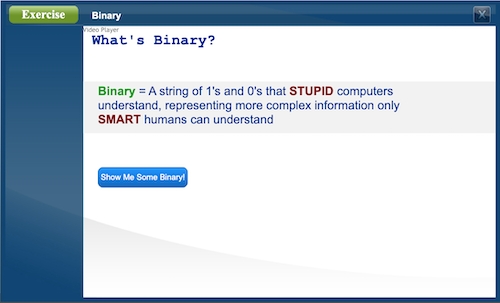 Exercise
Binary
X
Video Player
What's Binary?
Binary = A string of 1's and 0's that STUPID computers
understand, representing more complex information only
SMART humans can understand
Show Me Some Binary!